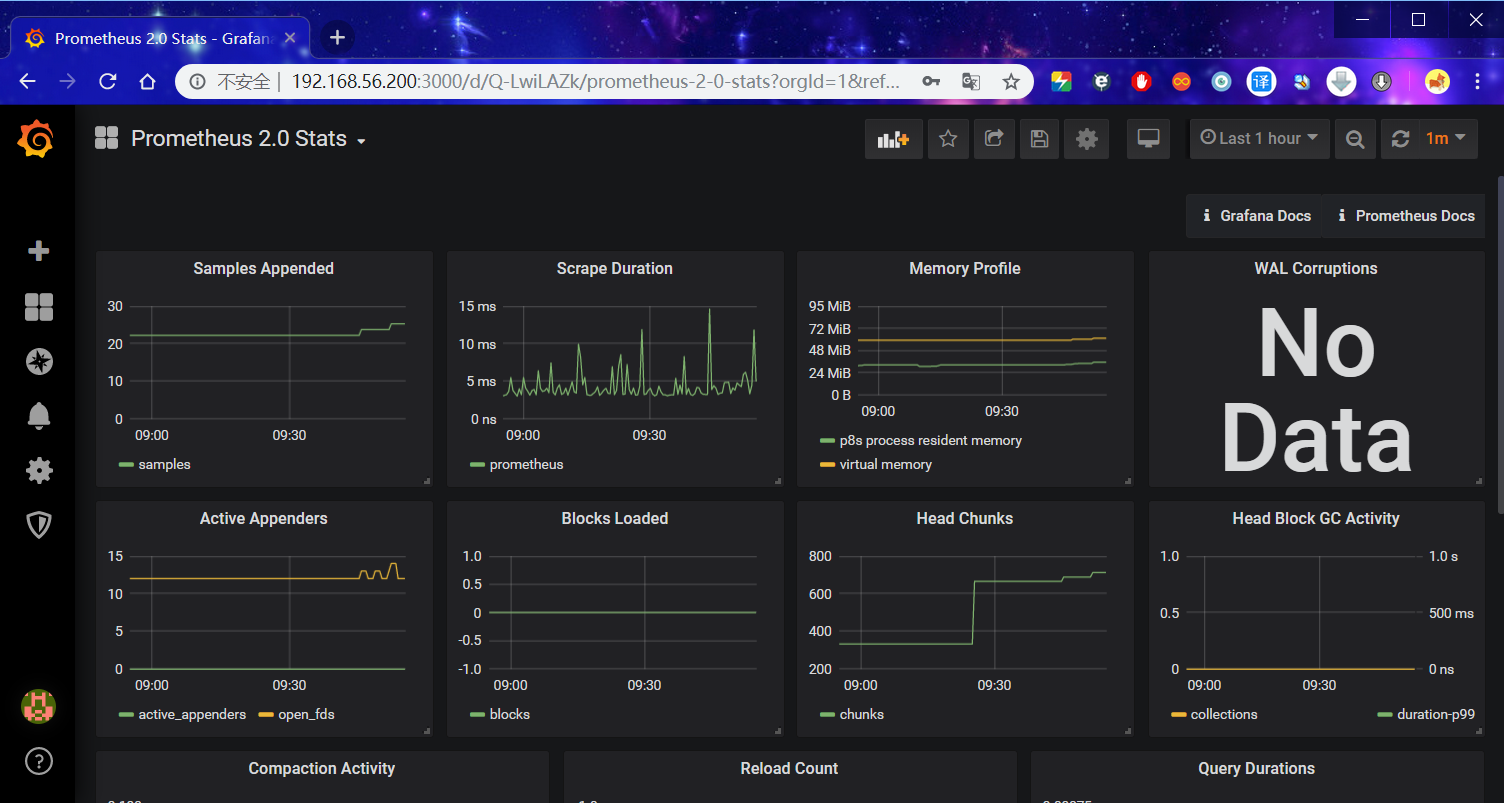 Prometheus 2.0 Stats - Grafana
不安全 | 192.168.56.200:3000/d/Q-LwiLAZk/prometheus-2-0-stats?orgId=1&ref...
译
Prometheus 2.0 Stats
Last 1 hour
1m
Grafana Docs
Prometheus Docs
Samples Appended
30
20
10
0
09:00 09:30
samples
Scrape Duration
15 ms
10 ms
5 ms
0 ns
09:00 09:30
prometheus
Memory Profile
95 MiB
72 MiB
48 MiB
24 MiB
0 B
09:00 09:30
p8s process resident memory
virtual memory
WAL Corruptions
No
Data
Active Appenders
15
10
5
0
09:00 09:30
active_appenders open_fds
Blocks Loaded
1.0
0.5
0
-0.5
-1.0
09:00 09:30
blocks
Head Chunks
800
600
400
200
09:00 09:30
chunks
Head Block GC Activity
1.0 1.0 s
0.5 500 ms
0 0 ns
09:00 09:30
collections duration-p99
Compaction Activity
Reload Count
Query Durations